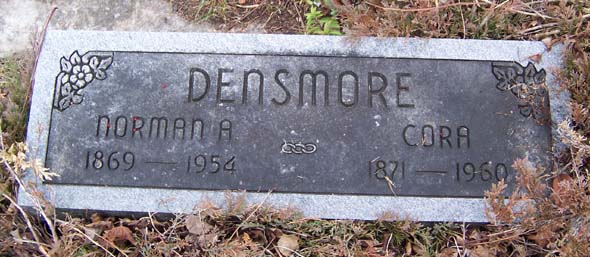 DENSMORE
NORMAN A CORA
1869 — 1954 1871 — 1960